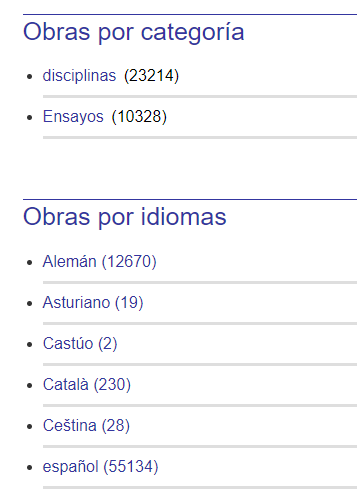 Obras por categoría
disciplinas (23214)
Ensayos (10328)
Obras por idiomas
Alemán (12670)
Asturiano (19)
Castúo (2)
Català (230)
Ceština (28)
español (55134)